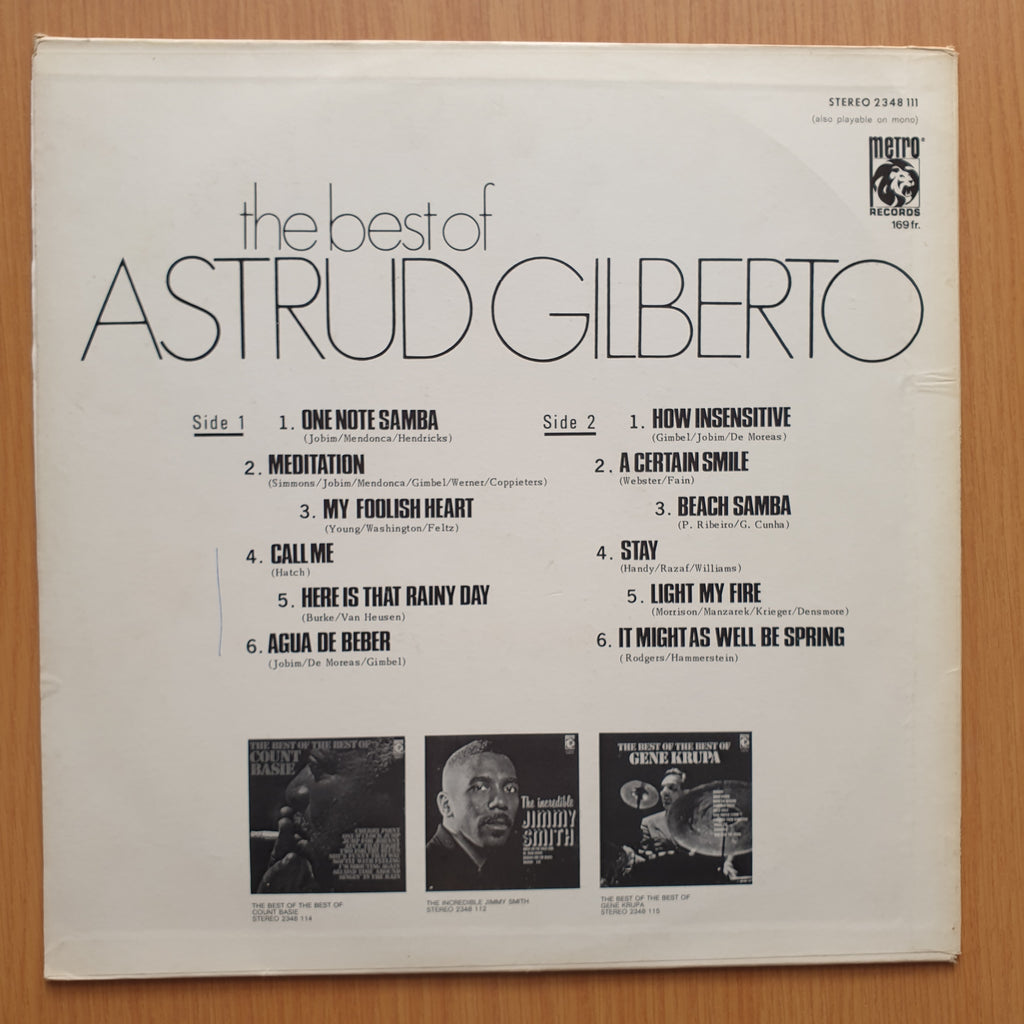 STEREO 2348 111
(also playable on mono)
metro
RECORDS
169 fr.
the best of
ASTRUD GILBERTO
Side 1
1. ONE NOTE SAMBA
(Jobim/Mendonca/Hendricks)
2. MEDITATION
(Simmons/Jobim/Mendonca/Gimbel/Werner/Coppieters)
3. MY FOOLISH HEART
(Young/Washington/Feltz)
4. CALL ME
(Hatch)
5. HERE IS THAT RAINY DAY
(Burke/Van Heusen)
6. AGUA DE BEBER
(Jobim/De Moreas/Gimbel)
Side 2
1. HOW INSENSITIVE
(Gimbel/Jobim/De Moreas)
2. A CERTAIN SMILE
(Webster/Fain)
3. BEACH SAMBA
(P. Ribeiro/G. Cunha)
4. STAY
(Handy/Razaf/Williams)
5. LIGHT MY FIRE
(Morrison/Manzarek/Krieger/Densmore)
6. IT MIGHT AS WELL BE SPRING
(Rodgers/Hammerstein)
THE BEST OF THE BEST OF
COUNT
BASIE
CHERRY POINT
THE BEST OF THE BEST OF
COUNT BASIE
STEREO 2348 114
The incredible
JIMMY
SMITH
THE INCREDIBLE JIMMY SMITH
STEREO 2348 112
THE BEST OF THE BEST OF
GENE KRUPA
THE BEST OF THE BEST OF
GENE KRUPA
STEREO 2348 115